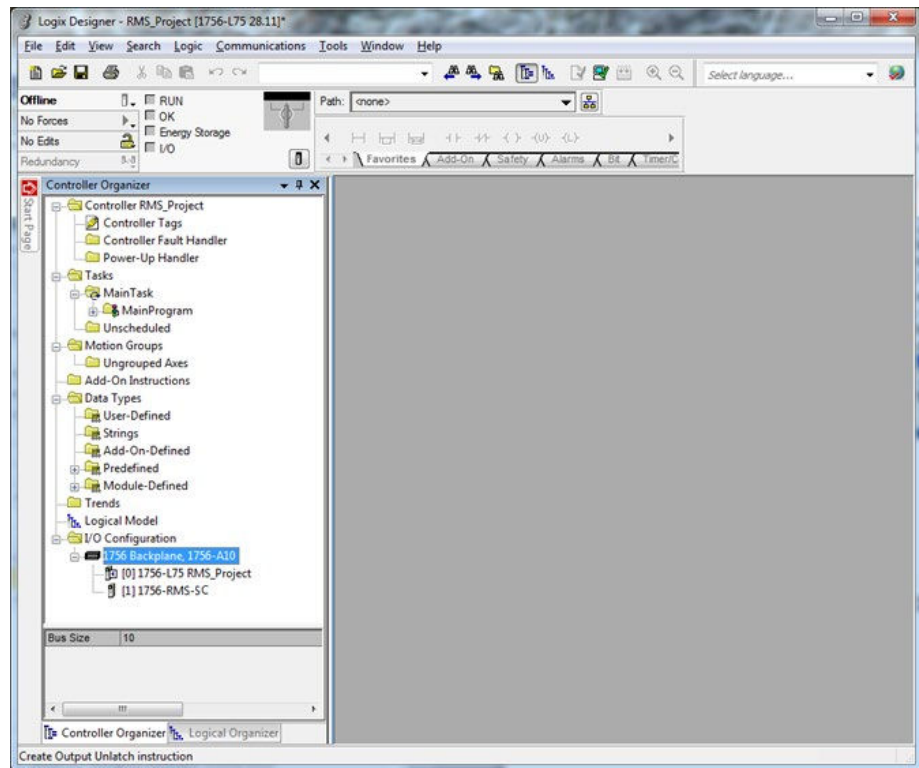 Logix Designer - RMS_Project [1756-L75 28.11]*
File Edit View Search Logic Communications Tools Window Help
Select language...
Offline RUN Path: <none>
No Forces OK
No Edits Energy Storage
Redundancy I/O
Favorites Add-On Safety Alarms Bit Timer/C
Start Page
Controller Organizer
Controller RMS_Project
Controller Tags
Controller Fault Handler
Power-Up Handler
Tasks
MainTask
MainProgram
Unscheduled
Motion Groups
Ungrouped Axes
Add-On Instructions
Data Types
User-Defined
Strings
Add-On-Defined
Predefined
Module-Defined
Trends
Logical Model
I/O Configuration
1756 Backplane, 1756-A10
[0] 1756-L75 RMS_Project
[1] 1756-RMS-SC
Bus Size 10
Controller Organizer Logical Organizer
Create Output Unlatch instruction